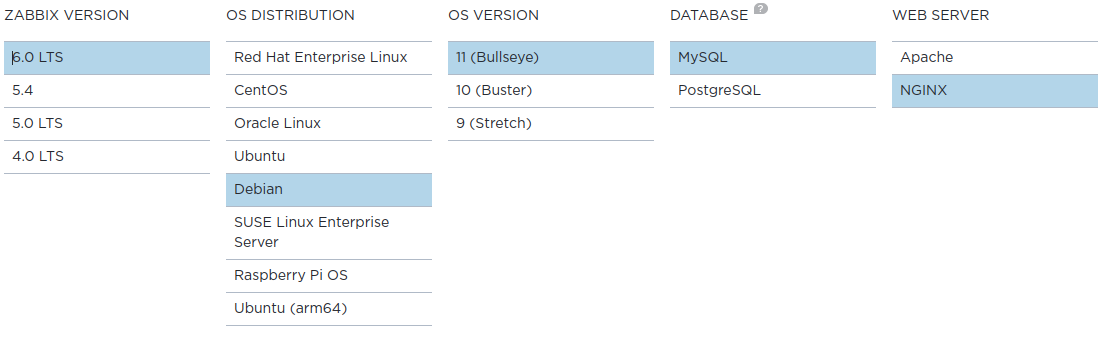 ZABBIX VERSION
6.0 LTS
5.4
5.0 LTS
4.0 LTS
OS DISTRIBUTION
Red Hat Enterprise Linux
CentOS
Oracle Linux
Ubuntu
Debian
SUSE Linux Enterprise
Server
Raspberry Pi OS
Ubuntu (arm64)
OS VERSION
11 (Bullseye)
10 (Buster)
9 (Stretch)
DATABASE ?
MySQL
PostgreSQL
WEB SERVER
Apache
NGINX